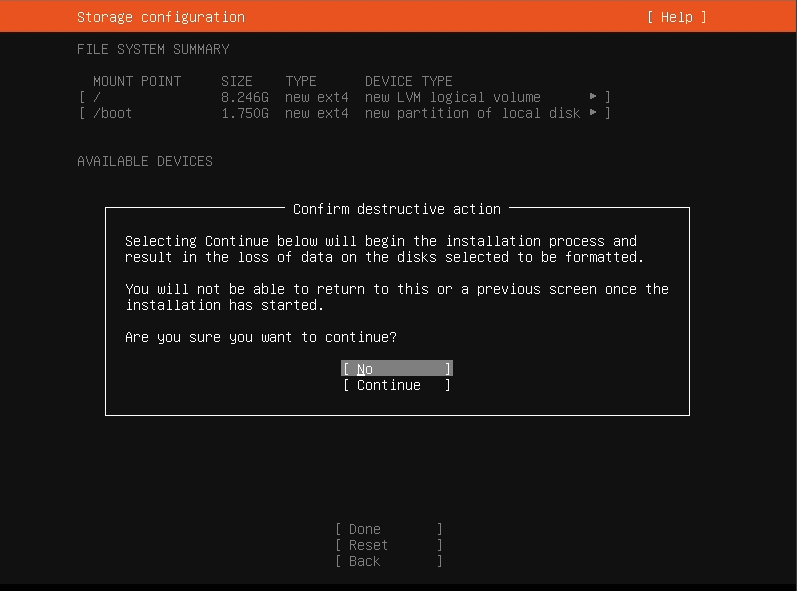 Storage configuration [ Help ]
FILE SYSTEM SUMMARY
MOUNT POINT SIZE TYPE DEVICE TYPE
[ / 8.246G new ext4 new LVM logical volume ▸ ]
[ /boot 1.750G new ext4 new partition of local disk ▸ ]
AVAILABLE DEVICES
Confirm destructive action
Selecting Continue below will begin the installation process and
result in the loss of data on the disks selected to be formatted.
You will not be able to return to this or a previous screen once the
installation has started.
Are you sure you want to continue?
[ No ]
[ Continue ]
[ Done ]
[ Reset ]
[ Back ]